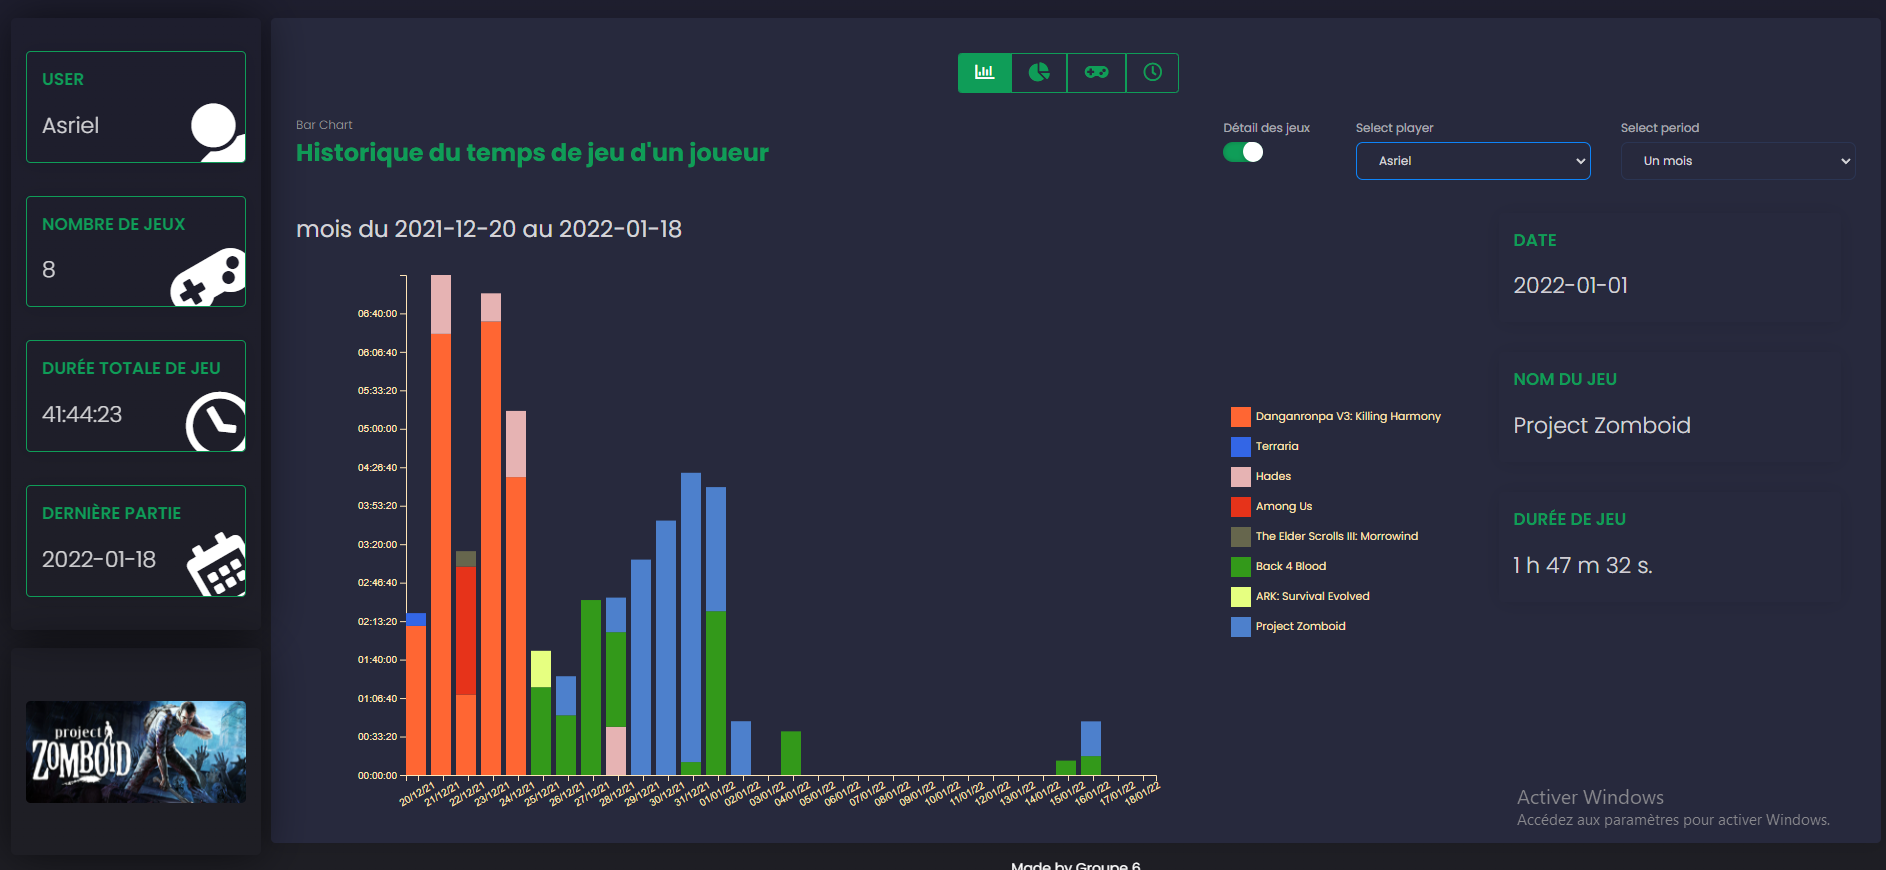 USER
Asriel
NOMBRE DE JEUX
8
DURÉE TOTALE DE JEU
41:44:23
DERNIÈRE PARTIE
2022-01-18
project
ZOMBOID
Bar Chart
Historique du temps de jeu d'un joueur
Détail des jeux
Select player
Asriel
Select period
Un mois
mois du 2021-12-20 au 2022-01-18
06:40:00
06:06:40
05:33:20
05:00:00
04:26:40
03:53:20
03:20:00
02:46:40
02:13:20
01:40:00
01:06:40
00:33:20
00:00:00
20/12/21
21/12/21
22/12/21
23/12/21
24/12/21
25/12/21
26/12/21
27/12/21
28/12/21
29/12/21
30/12/21
31/12/21
01/01/22
02/01/22
03/01/22
04/01/22
05/01/22
06/01/22
07/01/22
08/01/22
09/01/22
10/01/22
11/01/22
12/01/22
13/01/22
14/01/22
15/01/22
16/01/22
17/01/22
18/01/22
Danganronpa V3: Killing Harmony
Terraria
Hades
Among Us
The Elder Scrolls III: Morrowind
Back 4 Blood
ARK: Survival Evolved
Project Zomboid
DATE
2022-01-01
NOM DU JEU
Project Zomboid
DURÉE DE JEU
1 h 47 m 32 s.
Activer Windows
Accédez aux paramètres pour activer Windows.
Made by Groupe 6